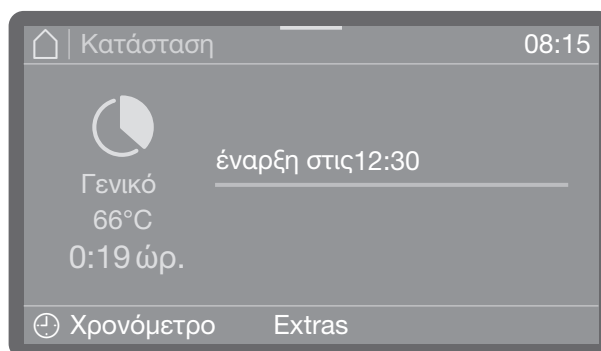 Κατάσταση 08:15
έναρξη στις12:30
Γενικό
66°C
0:19 ώρ.
Χρονόμετρο Extras